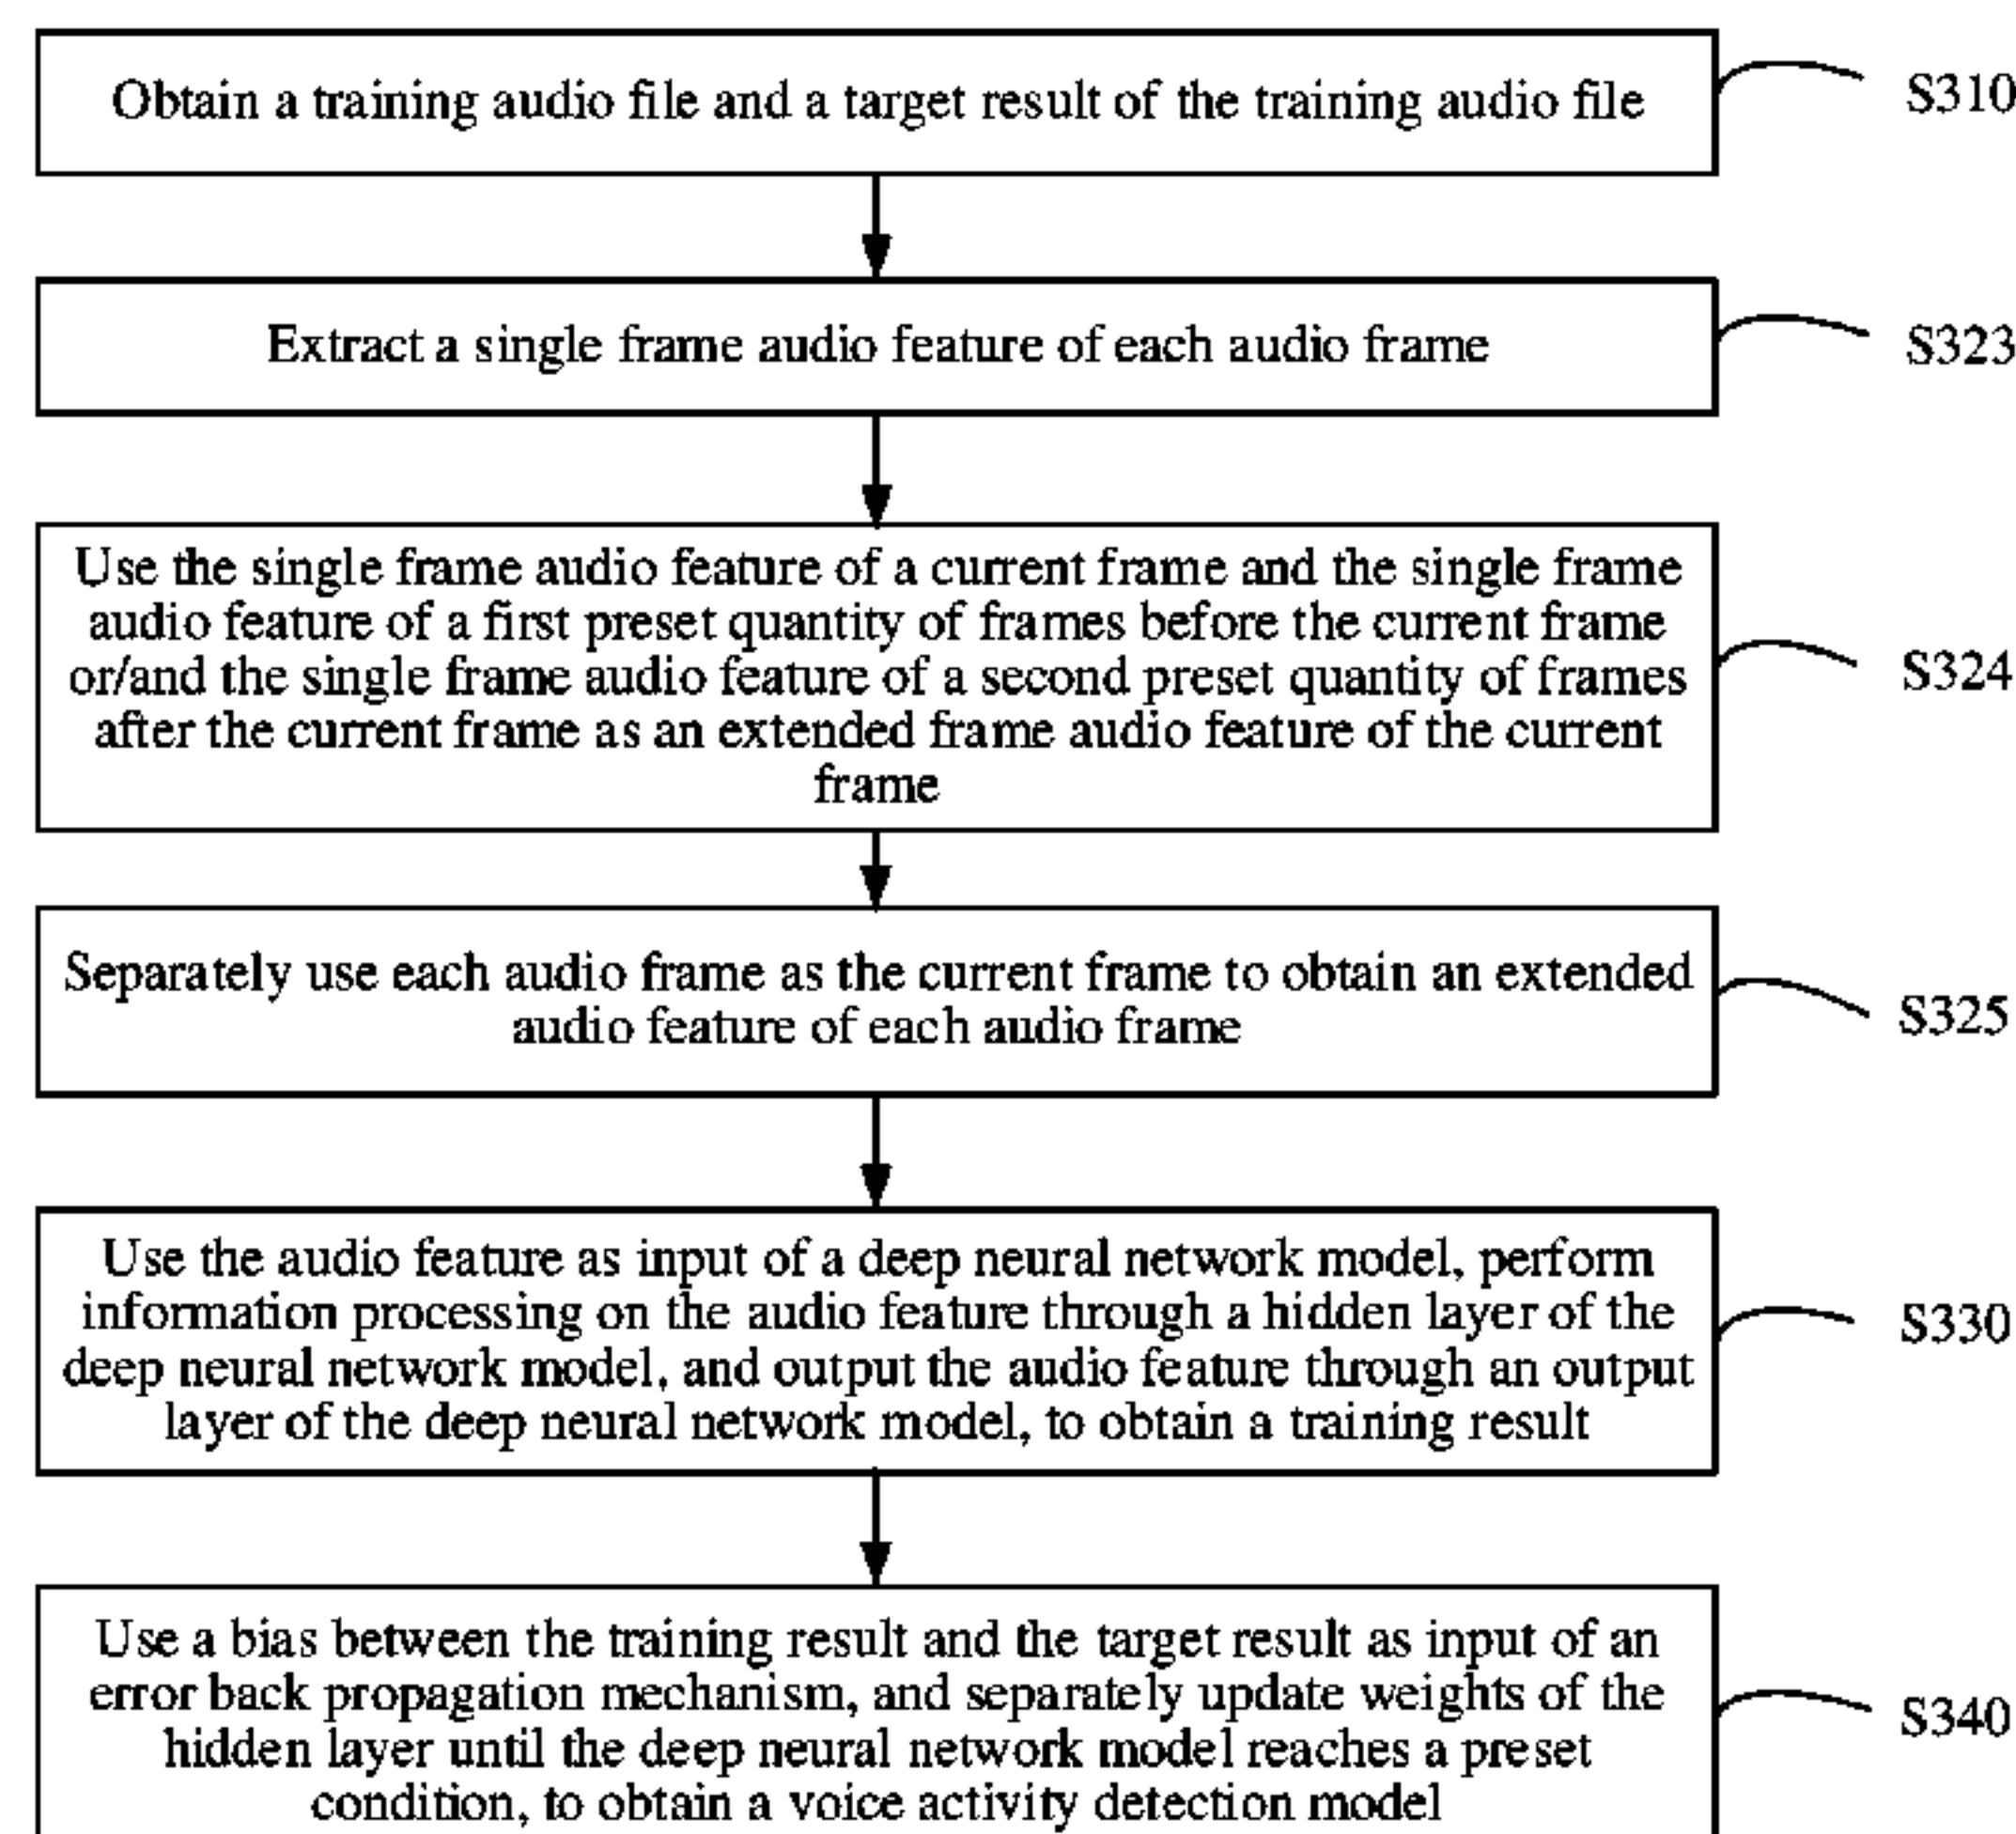 Obtain a training audio file and a target result of the training audio file
S310
Extract a single frame audio feature of each audio frame
S323
Use the single frame audio feature of a current frame and the single frame
audio feature of a first preset quantity of frames before the current frame
or/and the single frame audio feature of a second preset quantity of frames
after the current frame as an extended frame audio feature of the current
frame
S324
Separately use each audio frame as the current frame to obtain an extended
audio feature of each audio frame
S325
Use the audio feature as input of a deep neural network model, perform
information processing on the audio feature through a hidden layer of the
deep neural network model, and output the audio feature through an output
layer of the deep neural network model, to obtain a training result
S330
Use a bias between the training result and the target result as input of an
error back propagation mechanism, and separately update weights of the
hidden layer until the deep neural network model reaches a preset
condition, to obtain a voice activity detection model
S340